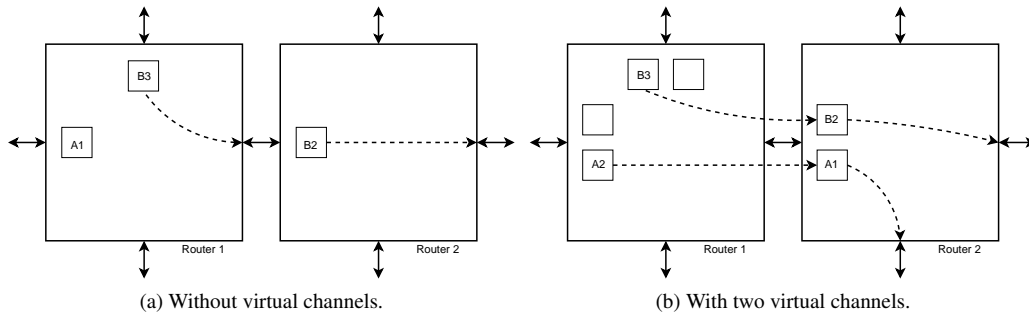 B3
A1
B2
Router 1
Router 2
(a) Without virtual channels.
B3
B2
A2
A1
Router 1
Router 2
(b) With two virtual channels.